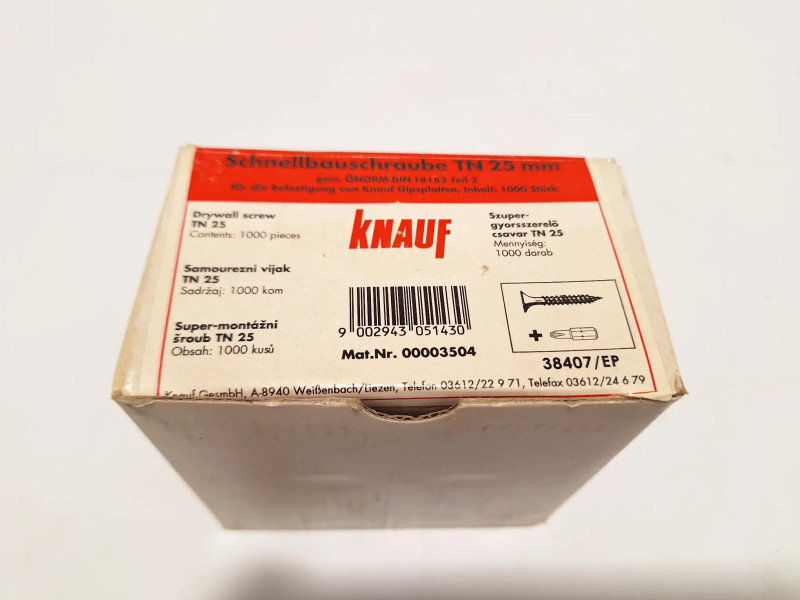 Schnellbauschraube TN 25 mm
gem. ÖNORM DIN 18182 Teil 2
für die Befestigung von Knauf Gipsplatten, Inhalt: 1000 Stück
Drywall screw
TN 25
Contents: 1000 pieces
Samourezni vijak
TN 25
Sadržaj: 1000 kom
Super-montážní
šroub TN 25
Obsah: 1000 kusů
KNAUF
9 002943 051430
Mat.Nr. 00003504
Szuper-
gyorsszerelő
csavar TN 25
Mennyiség:
1000 darab
+
38407/EP
Knauf GesmbH, A-8940 Weißenbach/Liezen, Telefon 03612/22 9 71, Telefax 03612/24 6 79